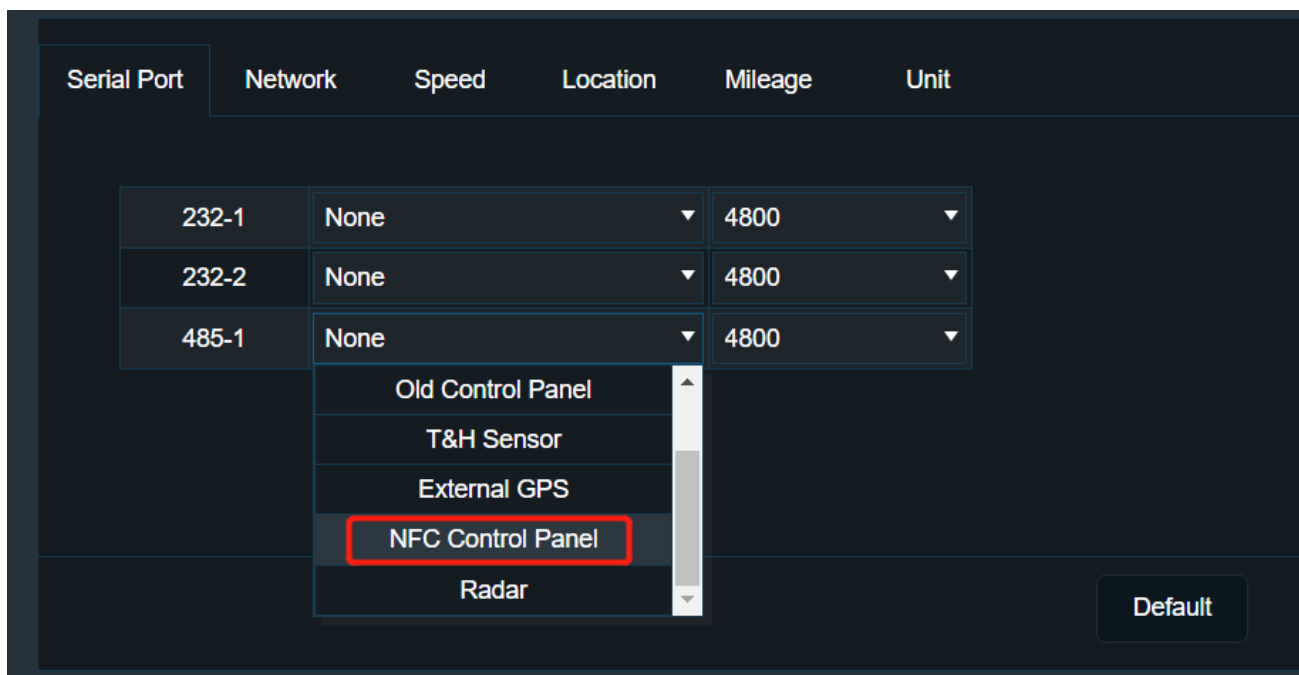 Serial Port Network Speed Location Mileage Unit
232-1 None 4800
232-2 None 4800
485-1 None 4800
Old Control Panel
T&H Sensor
External GPS
NFC Control Panel
Radar
Default